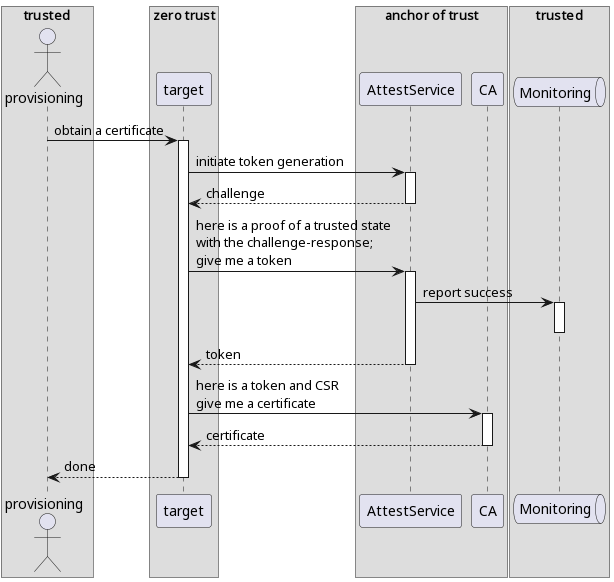 trusted
zero trust
anchor of trust
trusted
provisioning
target
AttestService
CA
Monitoring
obtain a certificate
initiate token generation
challenge
here is a proof of a trusted state
with the challenge-response;
give me a token
report success
token
here is a token and CSR
give me a certificate
certificate
done
provisioning
target
AttestService
CA
Monitoring